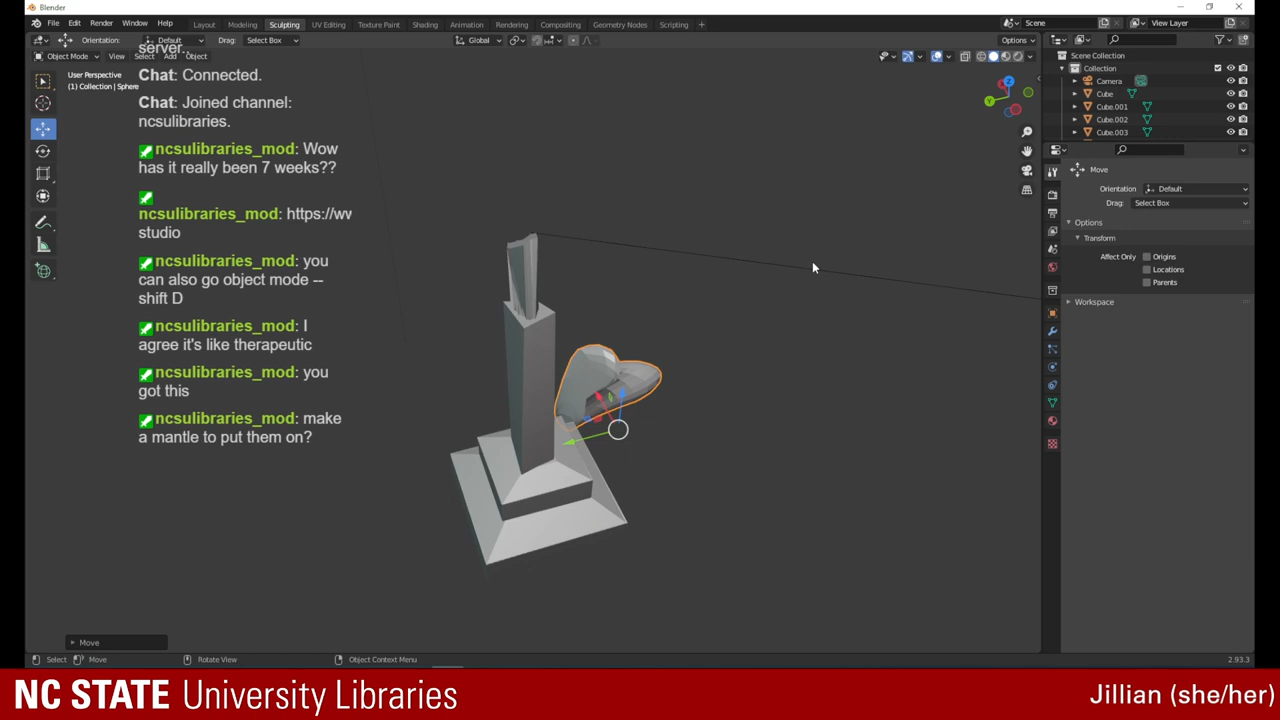 Blender
File Edit Render Window Help Layout Modeling Sculpting UV Editing Texture Paint Shading Animation Rendering Compositing Geometry Nodes Scripting Scene View Layer
Orientation: Default Drag: Select Box Global Options
Object Mode View Select Add Object
server..
User Perspective
(1) Collection | Sphere
Chat: Connected.
Chat: Joined channel:
ncsulibraries.
ncsulibraries_mod: Wow
has it really been 7 weeks??
ncsulibraries_mod: https://ww
studio
ncsulibraries_mod: you
can also go object mode --
shift D
ncsulibraries_mod: I
agree it's like therapeutic
ncsulibraries_mod: you
got this
ncsulibraries_mod: make
a mantle to put them on?
Z
Y
Scene Collection
Collection
Camera
Cube
Cube.001
Cube.002
Cube.003
Move
Orientation Default
Drag: Select Box
Options
Transform
Affect Only Origins
Locations
Parents
Workspace
Move
Select Move Rotate View Object Context Menu 2.93.3
NC STATE University Libraries
Jillian (she/her)